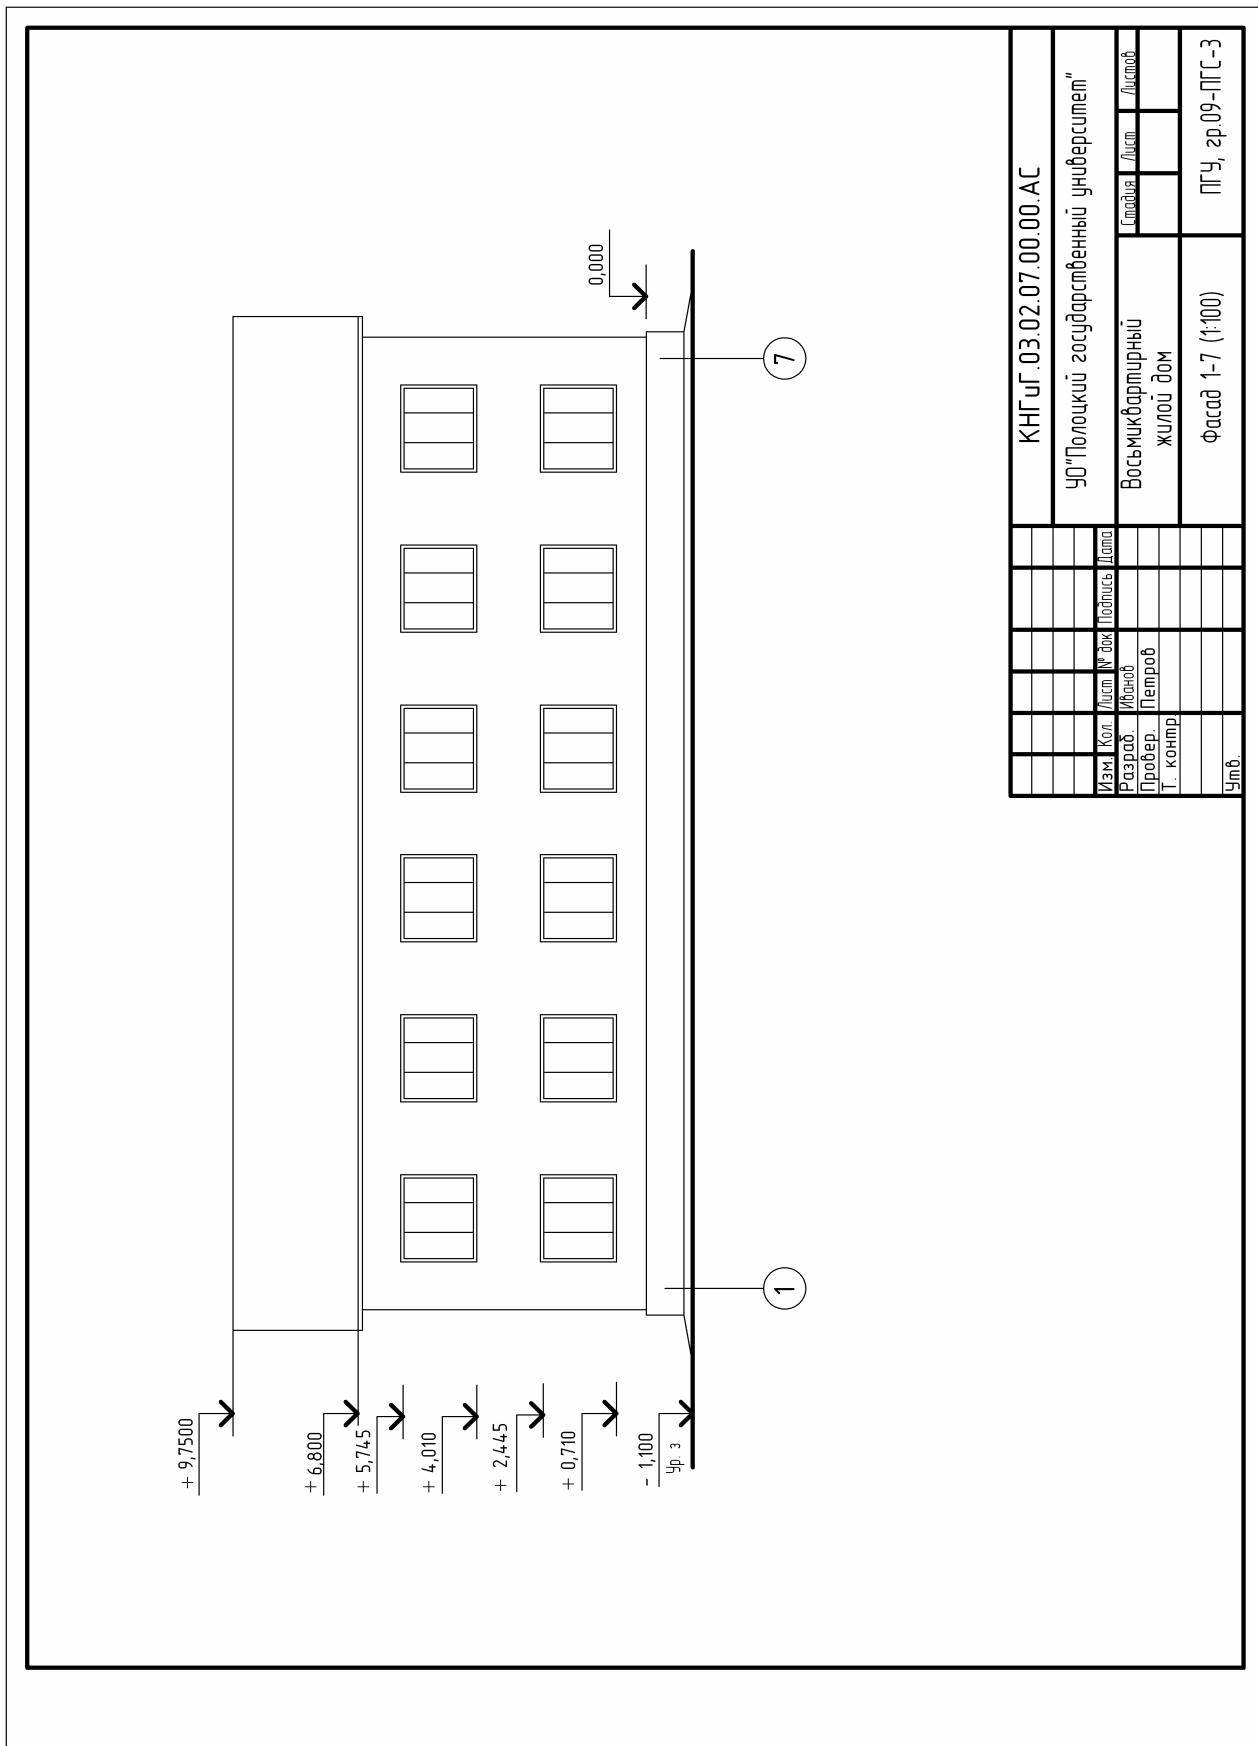 + 9,7500
+ 6,800
+ 5,745
+ 4,010
+ 2,445
+ 0,710
- 1,100
Ур. з
0,000
1
7
КНГиГ.03.02.07.00.00.АС
УО"Полоцкий государственный университет"
Изм. Кол. Лист № док Подпись Дата
Разраб. Иванов
Провер. Петров
Т. контр
Утв.
Восьмиквартирный
жилой дом
Стадия Лист Листов
Фасад 1-7 (1:100)
ПГУ, гр.09-ПГС-3